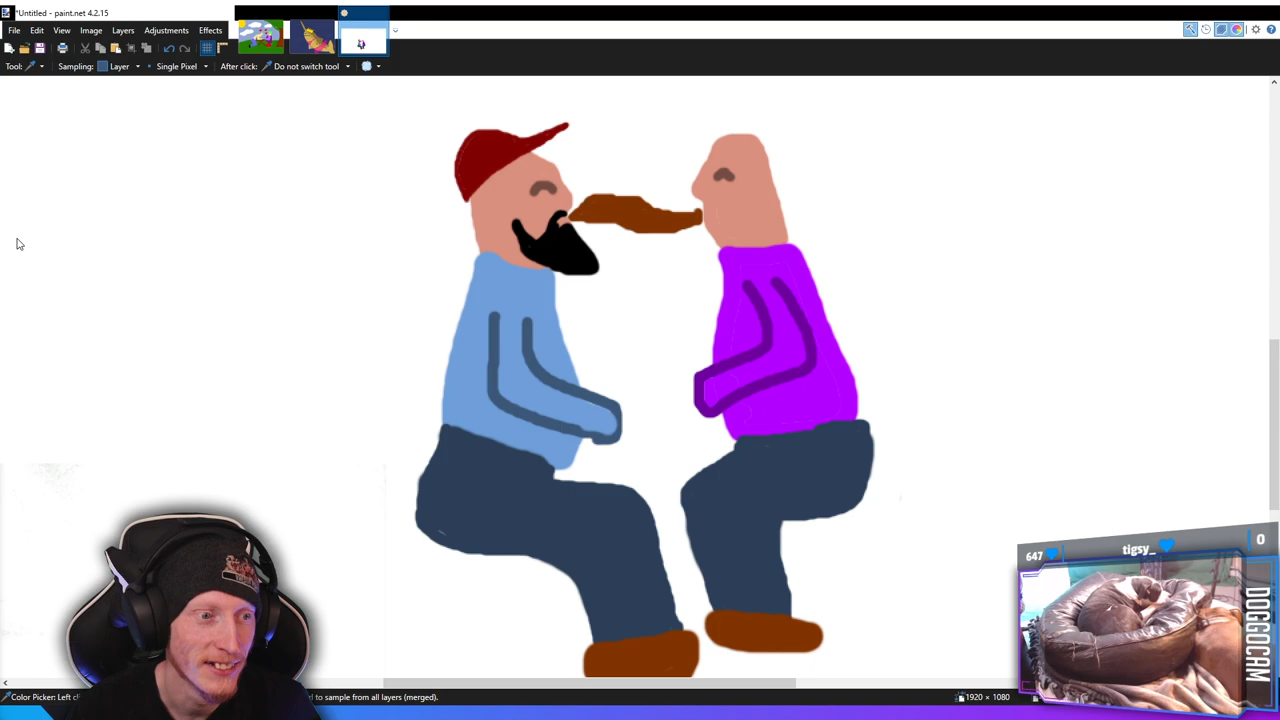 *Untitled - paint.net 4.2.15
File Edit View Image Layers Adjustments Effects
Tool: Sampling: Layer Single Pixel After click: Do not switch tool
647 tigsy_ 0
DOGGOCAM
Color Picker: Left cl d to sample from all layers (merged). 1920 × 1080